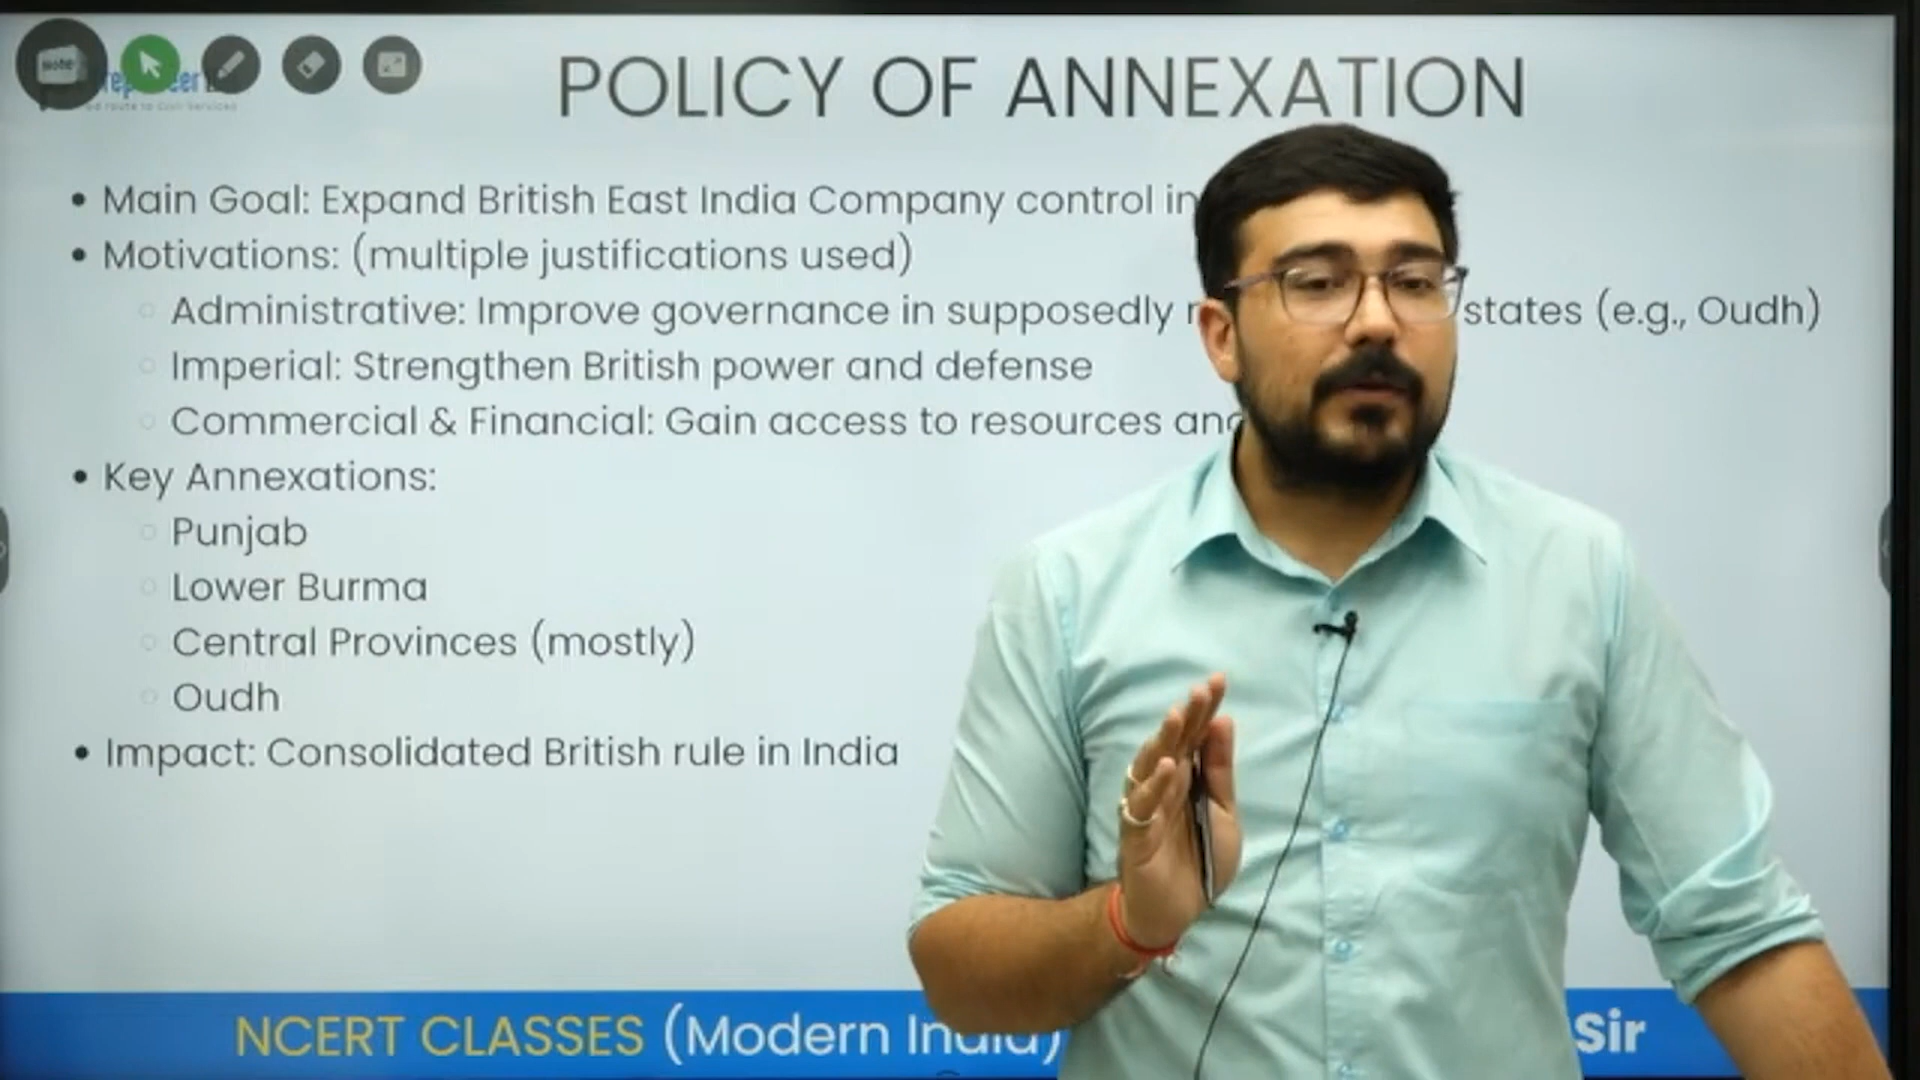 Note
POLICY OF ANNEXATION
• Main Goal: Expand British East India Company control in
• Motivations: (multiple justifications used)
○ Administrative: Improve governance in supposedly states (e.g., Oudh)
○ Imperial: Strengthen British power and defense
○ Commercial & Financial: Gain access to resources and
• Key Annexations:
○ Punjab
○ Lower Burma
○ Central Provinces (mostly)
○ Oudh
• Impact: Consolidated British rule in India
NCERT CLASSES (Modern India) Sir